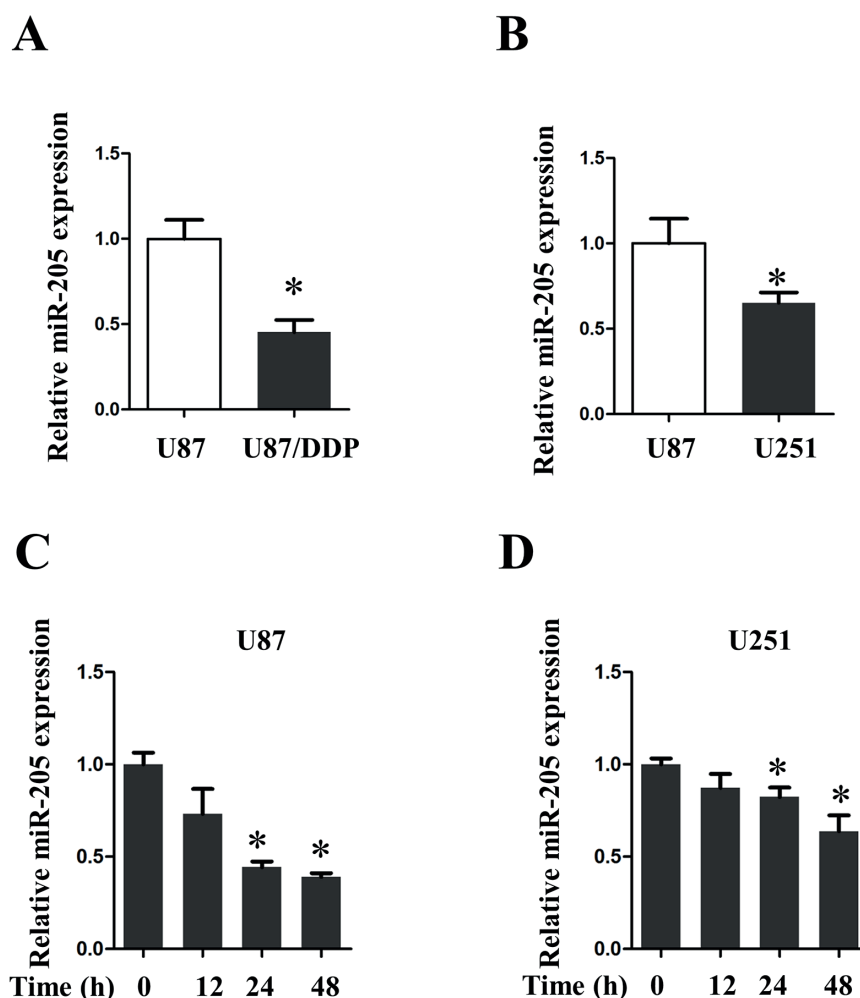 A
Relative miR-205 expression
1.5
1.0
0.5
0.0
*
U87 U87/DDP
B
Relative miR-205 expression
1.5
1.0
0.5
0.0
*
U87 U251
C
U87
Relative miR-205 expression
1.5
1.0
0.5
0.0
* *
Time (h) 0 12 24 48
D
U251
Relative miR-205 expression
1.5
1.0
0.5
0.0
* *
Time (h) 0 12 24 48